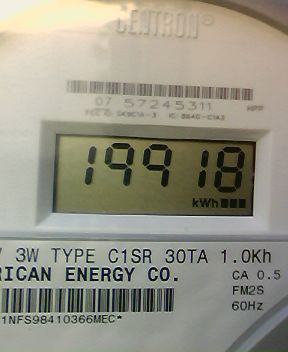 CENTRON®
07 57245311 HPP
19918
kWh
3W TYPE C1SR 30TA 1.0Kh
RICAN ENERGY CO. CA 0.5
FM2S
1NFS98410366MEC* 60Hz